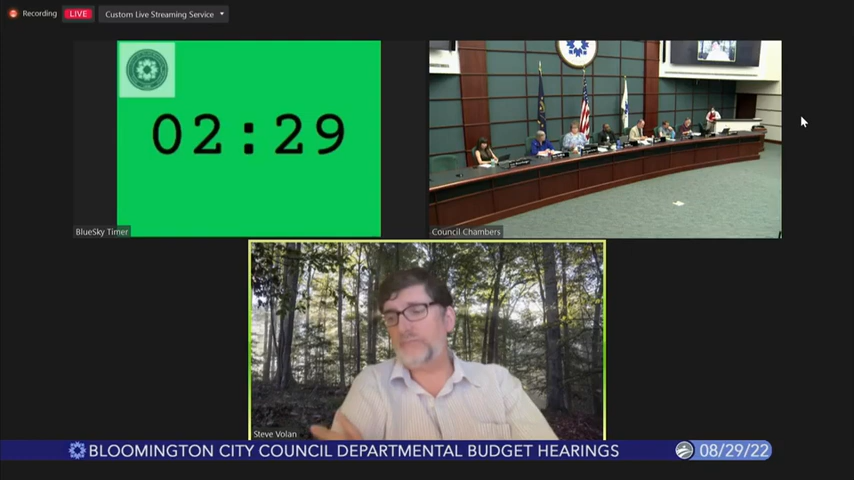 Recording
LIVE
Custom Live Streaming Service
02:29
BlueSky Timer
Council Chambers
Steve Volan
BLOOMINGTON CITY COUNCIL DEPARTMENTAL BUDGET HEARINGS
08/29/22